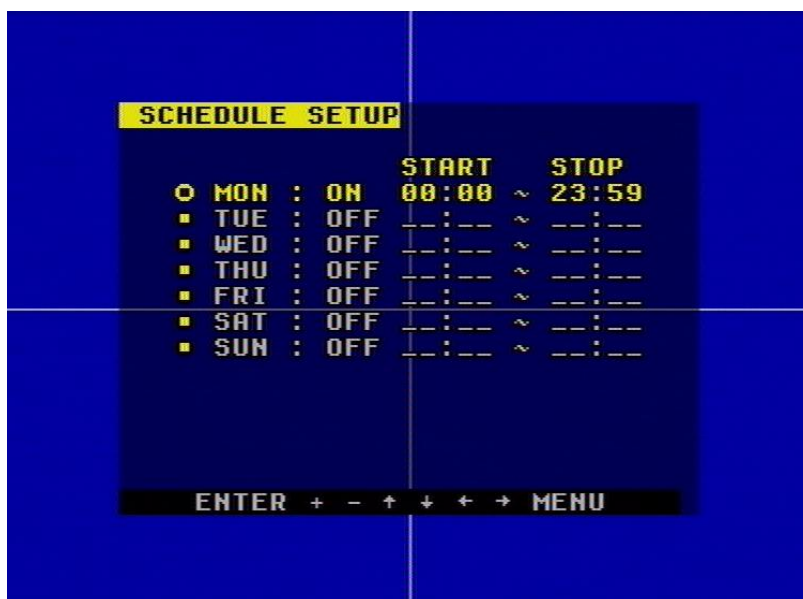 SCHEDULE SETUP
START STOP
MON : ON 00:00 ~ 23:59
TUE : OFF __:__ ~ __:__
WED : OFF __:__ ~ __:__
THU : OFF __:__ ~ __:__
FRI : OFF __:__ ~ __:__
SAT : OFF __:__ ~ __:__
SUN : OFF __:__ ~ __:__
ENTER + - ↑ ↓ ← → MENU